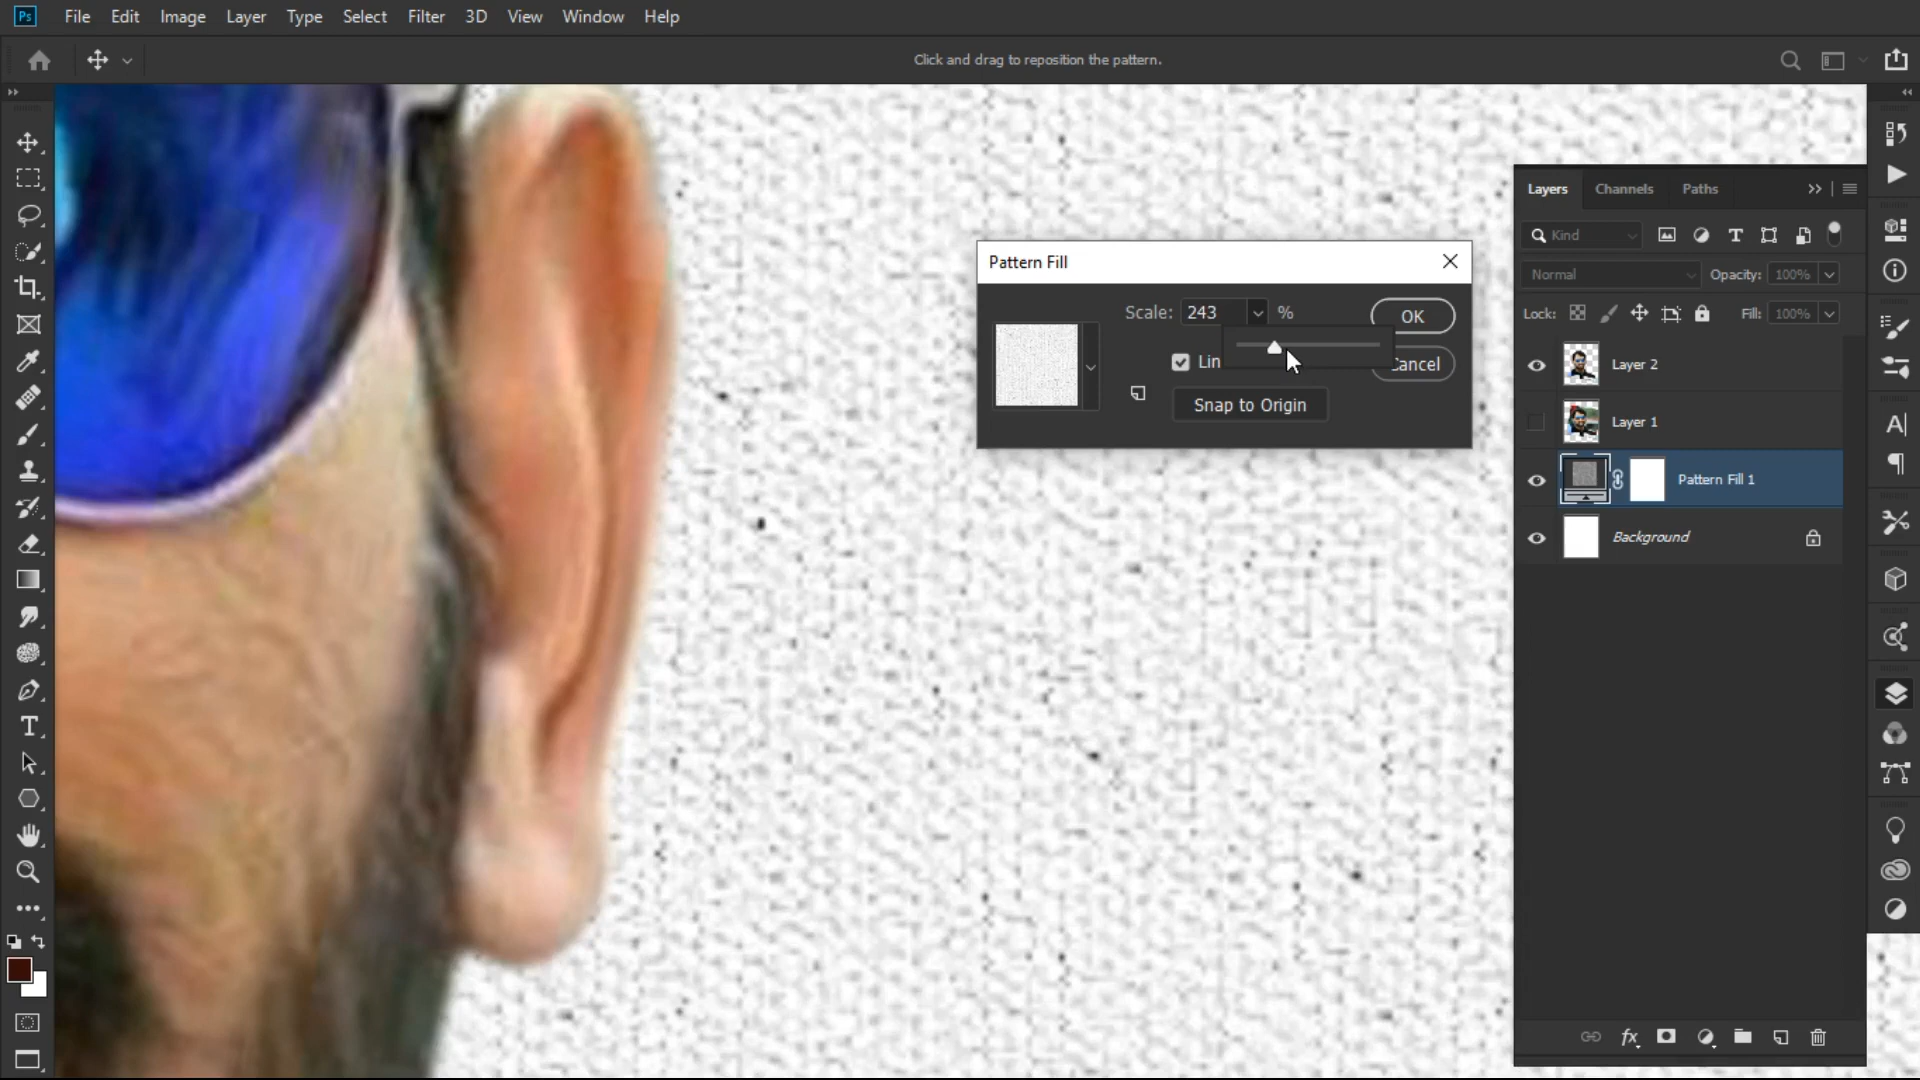 Ps File Edit Image Layer Type Select Filter 3D View Window Help
Click and drag to reposition the pattern.
Layers Channels Paths
Kind
Normal Opacity: 100%
Lock: Fill: 100%
Layer 2
Layer 1
Pattern Fill 1
Background
Pattern Fill
Scale: 243 % OK
Lin Cancel
Snap to Origin
fx